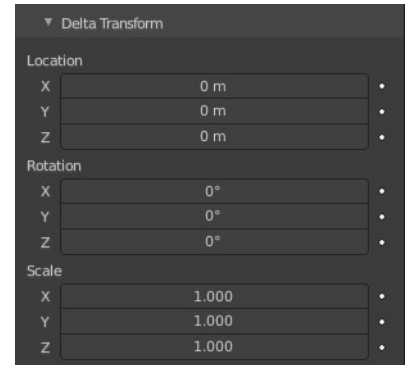 Delta Transform
Location
X 0 m
Y 0 m
Z 0 m
Rotation
X 0°
Y 0°
Z 0°
Scale
X 1.000
Y 1.000
Z 1.000